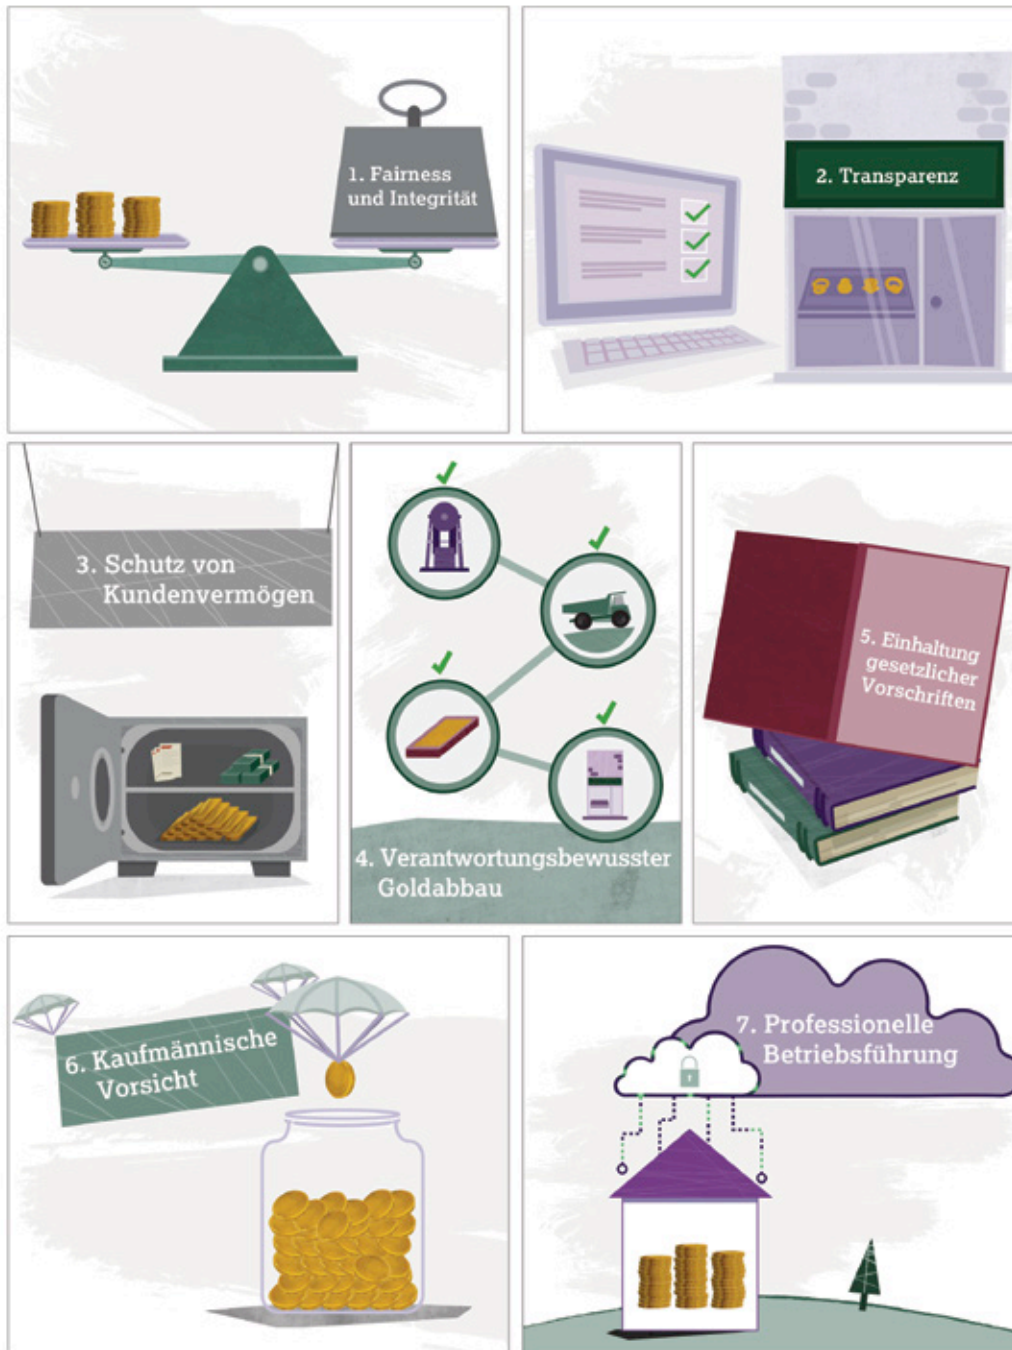 1. Fairness
und Integrität
2. Transparenz
3. Schutz von
Kundenvermögen
4. Verantwortungsbewusster
Goldabbau
5. Einhaltung
gesetzlicher
Vorschriften
6. Kaufmännische
Vorsicht
7. Professionelle
Betriebsführung